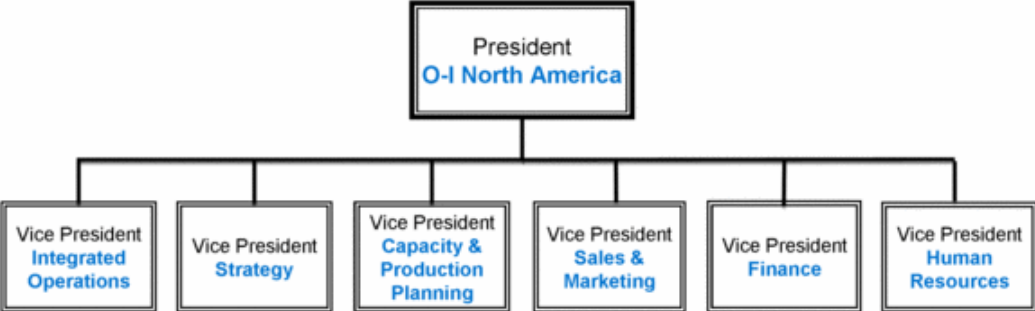 President
O-I North America
Vice President
Integrated
Operations
Vice President
Strategy
Vice President
Capacity &
Production
Planning
Vice President
Sales &
Marketing
Vice President
Finance
Vice President
Human
Resources